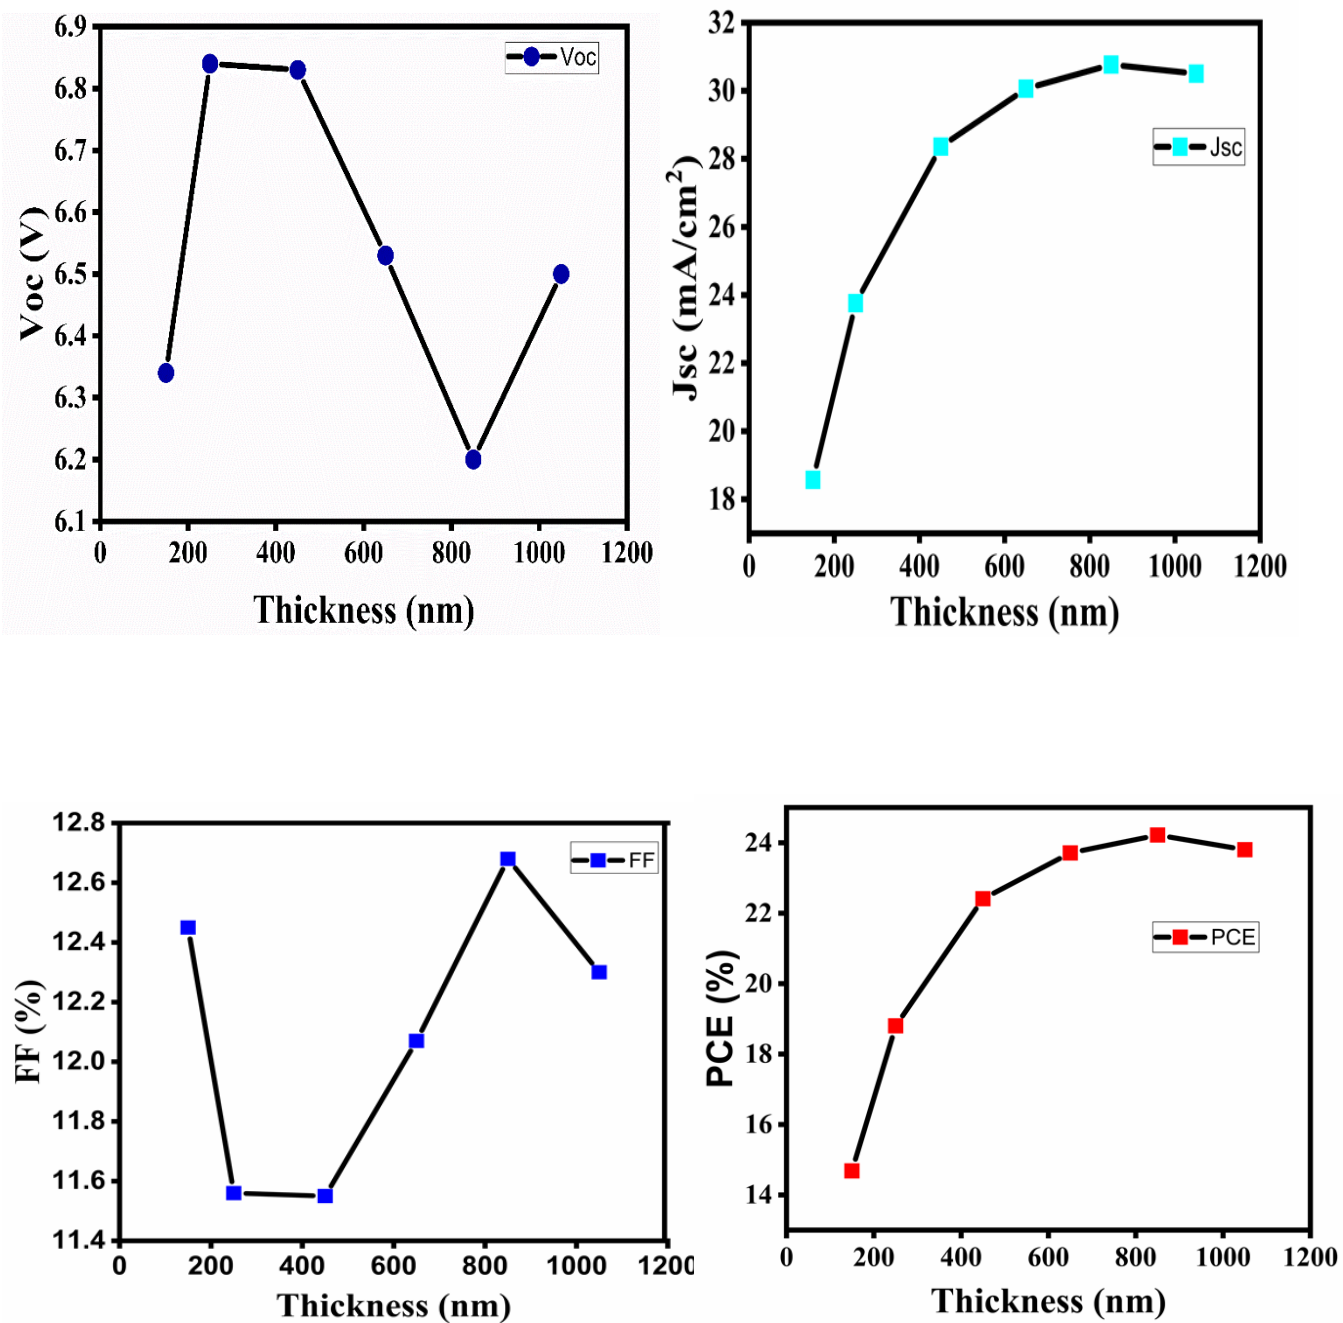 6.9
6.8
6.7
6.6
6.5
6.4
6.3
6.2
6.1
Voc (V)
Voc
0 200 400 600 800 1000 1200
Thickness (nm)
32
30
28
26
24
22
20
18
Jsc (mA/cm²)
Jsc
0 200 400 600 800 1000 1200
Thickness (nm)
12.8
12.6
12.4
12.2
12.0
11.8
11.6
11.4
FF (%)
FF
0 200 400 600 800 1000 1200
Thickness (nm)
24
22
20
18
16
14
PCE (%)
PCE
0 200 400 600 800 1000 1200
Thickness (nm)